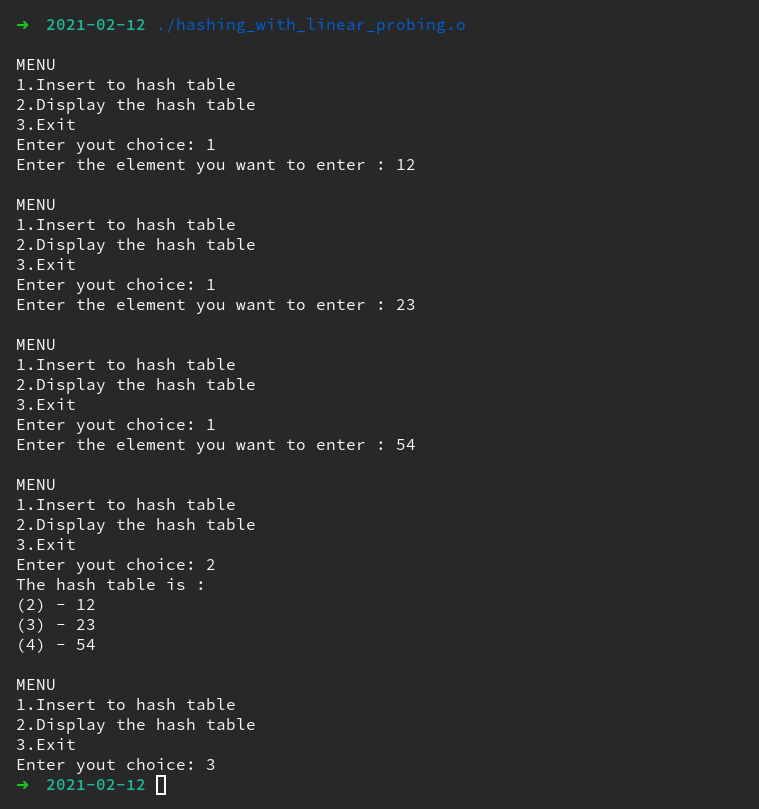 ➜ 2021-02-12 ./hashing_with_linear_probing.o
MENU
1.Insert to hash table
2.Display the hash table
3.Exit
Enter yout choice: 1
Enter the element you want to enter : 12
MENU
1.Insert to hash table
2.Display the hash table
3.Exit
Enter yout choice: 1
Enter the element you want to enter : 23
MENU
1.Insert to hash table
2.Display the hash table
3.Exit
Enter yout choice: 1
Enter the element you want to enter : 54
MENU
1.Insert to hash table
2.Display the hash table
3.Exit
Enter yout choice: 2
The hash table is :
(2) - 12
(3) - 23
(4) - 54
MENU
1.Insert to hash table
2.Display the hash table
3.Exit
Enter yout choice: 3
➜ 2021-02-12